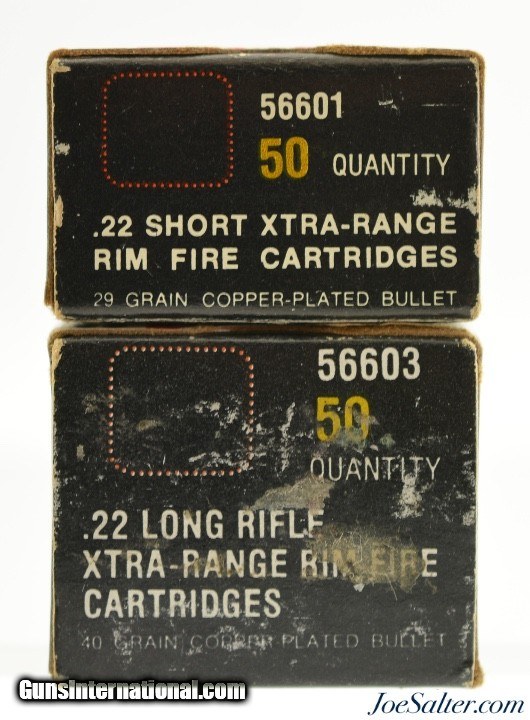 56601
50 QUANTITY
.22 SHORT XTRA-RANGE
RIM FIRE CARTRIDGES
29 GRAIN COPPER-PLATED BULLET
56603
50
QUANTITY
.22 LONG RIFLE
XTRA-RANGE RIM FIRE
CARTRIDGES
40 GRAIN COPPER-PLATED BULLET
GunsInternational.com
JoeSalter.com